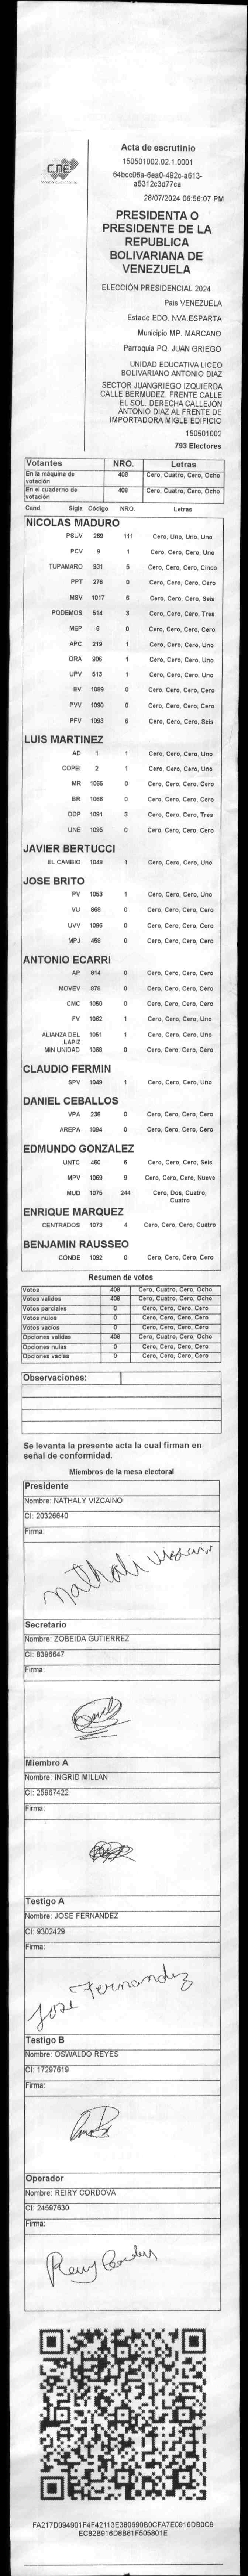 CNE
Acta de escrutinio
150501002.02.1.0001
64bcc06a-6ea0-492c-a613-
a5312c3d77ca
28/07/2024 06:56:07 PM
PRESIDENTA O
PRESIDENTE DE LA
REPUBLICA
BOLIVARIANA DE
VENEZUELA
ELECCIÓN PRESIDENCIAL 2024
Pais VENEZUELA
Estado EDO. NVA.ESPARTA
Municipio MP. MARCANO
Parroquia PQ. JUAN GRIEGO
UNIDAD EDUCATIVA LICEO
BOLIVARIANO ANTONIO DIAZ
SECTOR JUANGRIEGO IZQUIERDA
CALLE BERMUDEZ. FRENTE CALLE
EL SOL. DERECHA CALLEJÓN
ANTONIO DIAZ AL FRENTE DE
IMPORTADORA MIGLE EDIFICIO
150501002
793 Electores
Votantes NRO. Letras
En la máquina de votación 408 Cero, Cuatro, Cero, Ocho
En el cuaderno de votación 408 Cero, Cuatro, Cero, Ocho
Cand. Sigla Código NRO. Letras
NICOLAS MADURO
PSUV 269 111 Cero, Uno, Uno, Uno
PCV 9 1 Cero, Cero, Cero, Uno
TUPAMARO 931 5 Cero, Cero, Cero, Cinco
PPT 276 0 Cero, Cero, Cero, Cero
MSV 1017 6 Cero, Cero, Cero, Seis
PODEMOS 514 3 Cero, Cero, Cero, Tres
MEP 6 0 Cero, Cero, Cero, Cero
APC 219 1 Cero, Cero, Cero, Uno
ORA 906 1 Cero, Cero, Cero, Uno
UPV 513 1 Cero, Cero, Cero, Uno
EV 1089 0 Cero, Cero, Cero, Cero
PVV 1090 0 Cero, Cero, Cero, Cero
PFV 1093 6 Cero, Cero, Cero, Seis
LUIS MARTINEZ
AD 1 1 Cero, Cero, Cero, Uno
COPEI 2 1 Cero, Cero, Cero, Uno
MR 1065 0 Cero, Cero, Cero, Cero
BR 1066 0 Cero, Cero, Cero, Cero
DDP 1091 3 Cero, Cero, Cero, Tres
UNE 1095 0 Cero, Cero, Cero, Cero
JAVIER BERTUCCI
EL CAMBIO 1048 1 Cero, Cero, Cero, Uno
JOSE BRITO
PV 1053 1 Cero, Cero, Cero, Uno
VU 868 0 Cero, Cero, Cero, Cero
UVV 1096 0 Cero, Cero, Cero, Cero
MPJ 458 0 Cero, Cero, Cero, Cero
ANTONIO ECARRI
AP 814 0 Cero, Cero, Cero, Cero
MOVEV 979 0 Cero, Cero, Cero, Cero
CMC 1050 0 Cero, Cero, Cero, Cero
FV 1062 1 Cero, Cero, Cero, Uno
ALIANZA DEL LAPIZ 1051 1 Cero, Cero, Cero, Uno
MIN UNIDAD 1059 0 Cero, Cero, Cero, Cero
CLAUDIO FERMIN
SPV 1049 1 Cero, Cero, Cero, Uno
DANIEL CEBALLOS
VPA 236 0 Cero, Cero, Cero, Cero
AREPA 1094 0 Cero, Cero, Cero, Cero
EDMUNDO GONZALEZ
UNTC 460 6 Cero, Cero, Cero, Seis
MPV 1069 9 Cero, Cero, Cero, Nueve
MUD 1075 244 Cero, Dos, Cuatro, Cuatro
ENRIQUE MARQUEZ
CENTRADOS 1073 4 Cero, Cero, Cero, Cuatro
BENJAMIN RAUSSEO
CONDE 1092 0 Cero, Cero, Cero, Cero
Resumen de votos
Votos 408 Cero, Cuatro, Cero, Ocho
Votos validos 408 Cero, Cuatro, Cero, Ocho
Votos parciales 0 Cero, Cero, Cero, Cero
Votos nulos 0 Cero, Cero, Cero, Cero
Votos vacios 0 Cero, Cero, Cero, Cero
Opciones validas 408 Cero, Cuatro, Cero, Ocho
Opciones nulas 0 Cero, Cero, Cero, Cero
Opciones vacias 0 Cero, Cero, Cero, Cero
Observaciones:
Se levanta la presente acta la cual firman en
señal de conformidad.
Miembros de la mesa electoral
Presidente
Nombre: NATHALY VIZCAINO
CI: 20326640
Firma:
Secretario
Nombre: ZOBEIDA GUTIERREZ
CI: 8396647
Firma:
Miembro A
Nombre: INGRID MILLAN
CI: 25967422
Firma:
Testigo A
Nombre: JOSE FERNANDEZ
CI: 9302429
Firma:
Jose Fernandez
Testigo B
Nombre: OSWALDO REYES
CI: 17297619
Firma:
Operador
Nombre: REIRY CORDOVA
CI: 24597630
Firma:
FA217D094901F4F42113E380690B0CFA7E0916DB0C9
EC82B916D8B61F505801E